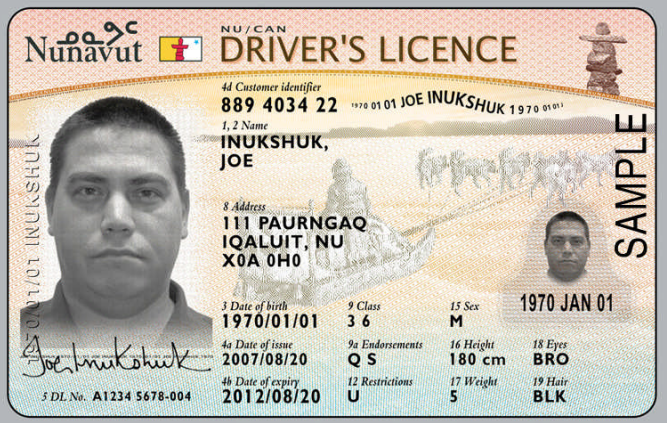 ᓄᓇᕗᑦ
Nunavut
NU/CAN
DRIVER'S LICENCE
4d Customer identifier
889 4034 22
1970 01 01 JOE INUKSHUK 1970 01 01
1, 2 Name
INUKSHUK,
JOE
8 Address
111 PAURNGAQ
IQALUIT, NU
X0A 0H0
SAMPLE
1970/01/01 INUKSHUK
1970 JAN 01
3 Date of birth 9 Class 15 Sex
1970/01/01 3 6 M
4a Date of issue 9a Endorsements 16 Height 18 Eyes
2007/08/20 Q S 180 cm BRO
4b Date of expiry 12 Restrictions 17 Weight 19 Hair
2012/08/20 U 5 BLK
Joe Inukshuk
5 DL No. A1234 5678-004